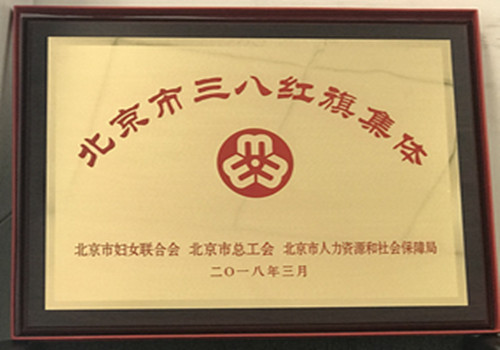 北京市三八红旗集体
北京市妇女联合会 北京市总工会 北京市人力资源和社会保障局
二〇一八年三月